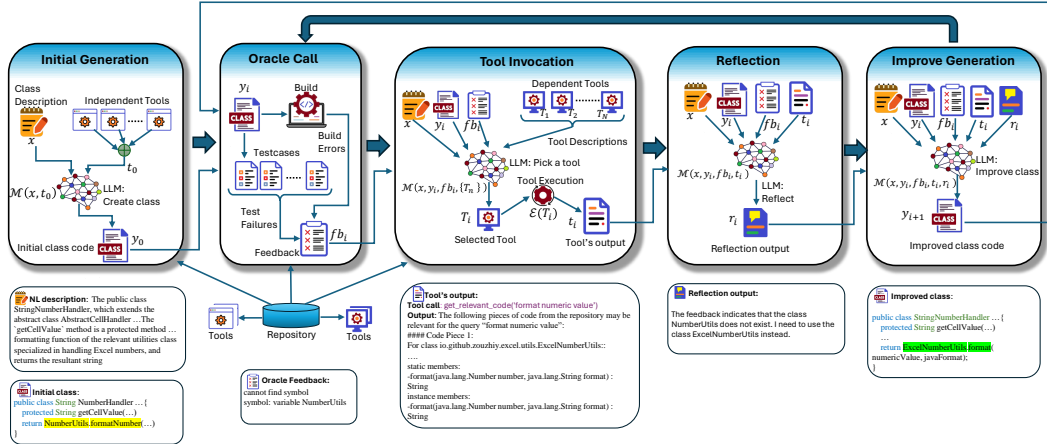 Initial Generation
Class
Description
Independent Tools
x
t0
M(x, t0)
LLM:
Create class
Initial class code
y0
CLASS
Oracle Call
yi
Build
CLASS
Build
Errors
Testcases
Test
Failures
Feedback
fbi
Tool Invocation
Dependent Tools
CLASS
x
yi
fbi
T1
T2
TN
Tool Descriptions
LLM: Pick a tool
M(x, yi, fbi, {Tn })
Tool Execution
Ti
ℰ(Ti)
ti
Selected Tool
Tool's output
Reflection
CLASS
x
yi
fbi
ti
M(x, yi, fbi, ti)
LLM:
Reflect
ri
Reflection output
Improve Generation
CLASS
x
yi
fbi
ti
ri
LLM:
Improve class
M(x, yi, fbi, ti, ri)
yi+1
CLASS
Improved class code
Tools
Repository
Tools
NL description: The public class
StringNumberHandler, which extends the
abstract class AbstractCellHandler …The
`getCellValue` method is a protected method …
formatting function of the relevant utilities class
specialized in handling Excel numbers, and
returns the resultant string
Initial class:
public class String NumberHandler …{
protected String getCellValue(…)
return NumberUtils.formatNumber(…)
}
Oracle Feedback:
cannot find symbol
symbol: variable NumberUtils
Tool's output:
Tool call: get_relevant_code('format numeric value')
Output: The following pieces of code from the repository may
be relevant for the query "format numeric value":
#### Code Piece 1:
For class io.github.zouzhiy.excel.utils.ExcelNumberUtils::
….
static members:
-format(java.lang.Number number, java.lang.String format) :
String
instance members:
-format(java.lang.Number number, java.lang.String format) :
String
Reflection output:
The feedback indicates that the class
NumberUtils does not exist. I need to use the
class ExcelNumberUtils instead.
Improved class:
public class StringNumberHandler …{
protected String getCellValue(…)
…
return ExcelNumberUtils.format(
numericValue, javaFormat);
}